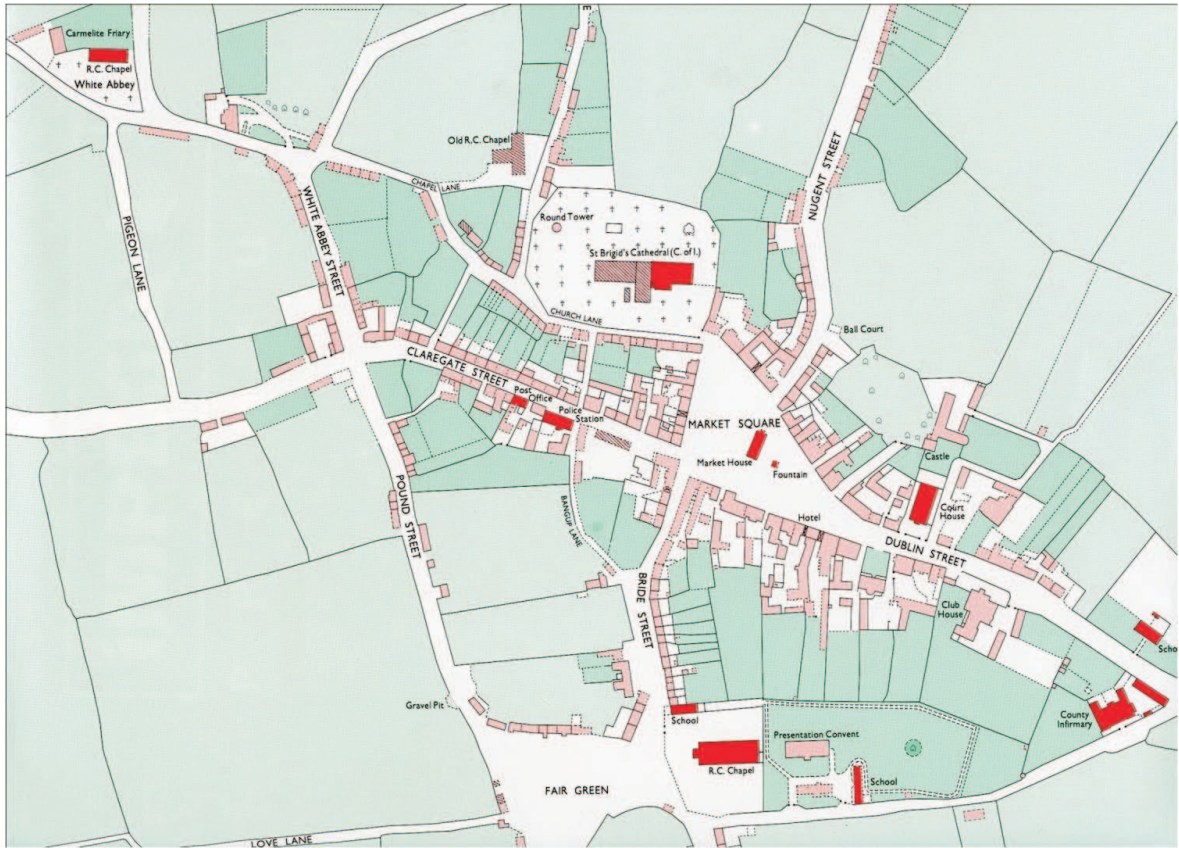 E
Carmelite Friary
R.C. Chapel
White Abbey
Old R.C. Chapel
CHAPEL LANE
NUGENT STREET
PIGEON LANE
WHITE ABBEY STREET
Round Tower
St Brigid's Cathedral (C. of I.)
CHURCH LANE
Ball Court
CLAREGATE STREET
Post
Office
Police
Station
MARKET SQUARE
Market House
Fountain
Castle
Court
House
POUND STREET
BANGUP LANE
Hotel
DUBLIN STREET
BRIDE STREET
Club
House
Scho
Gravel Pit
School
County
Infirmary
Presentation Convent
R.C. Chapel
School
FAIR GREEN
LOVE LANE